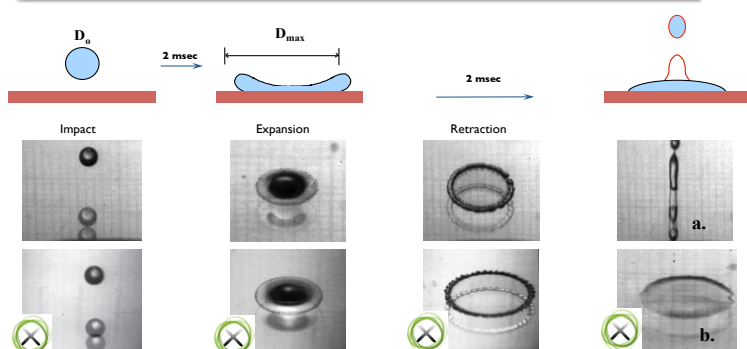 Dₒ
Dmax
2 msec
2 msec
Impact
Expansion
Retraction
a.
b.